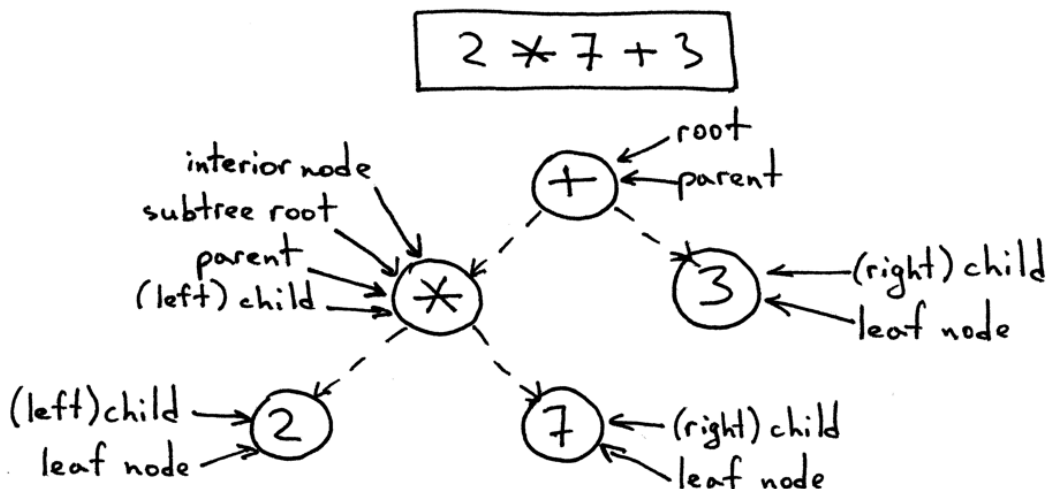 2 * 7 + 3
root
parent
interior node
subtree root
parent
(left) child
+
*
3
(right) child
leaf node
(left) child
leaf node
2
7
(right) child
leaf node